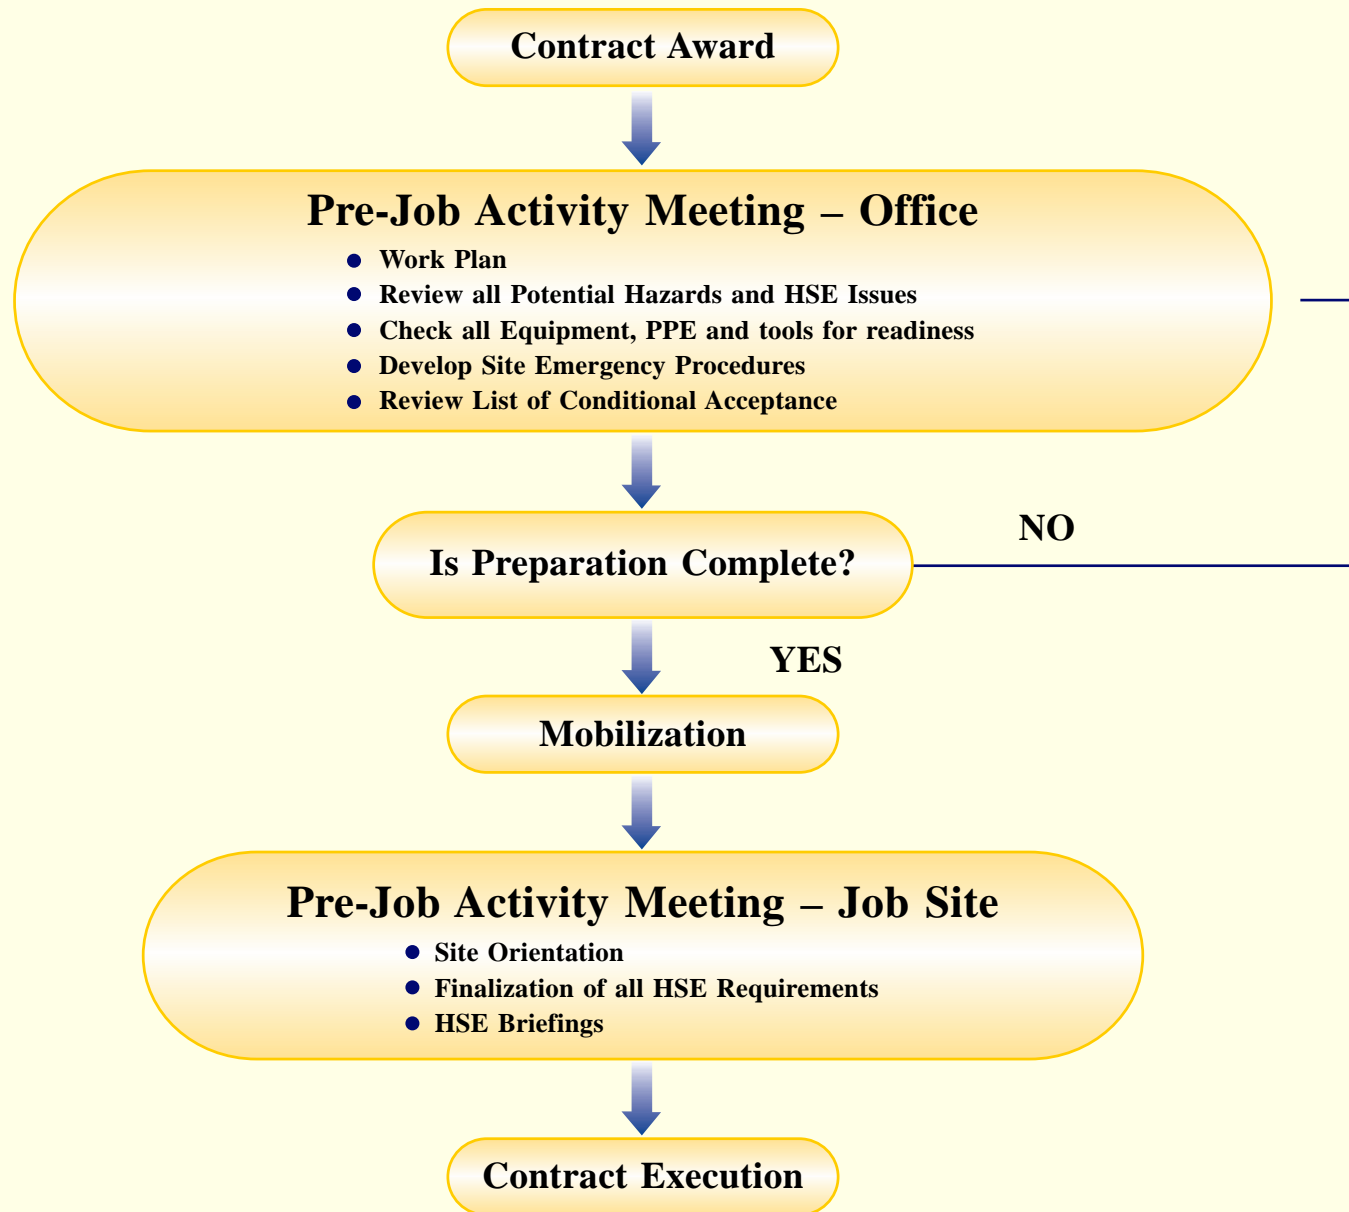 Contract Award
Pre-Job Activity Meeting – Office
Work Plan
Review all Potential Hazards and HSE Issues
Check all Equipment, PPE and tools for readiness
Develop Site Emergency Procedures
Review List of Conditional Acceptance
NO
Is Preparation Complete?
YES
Mobilization
Pre-Job Activity Meeting – Job Site
Site Orientation
Finalization of all HSE Requirements
HSE Briefings
Contract Execution